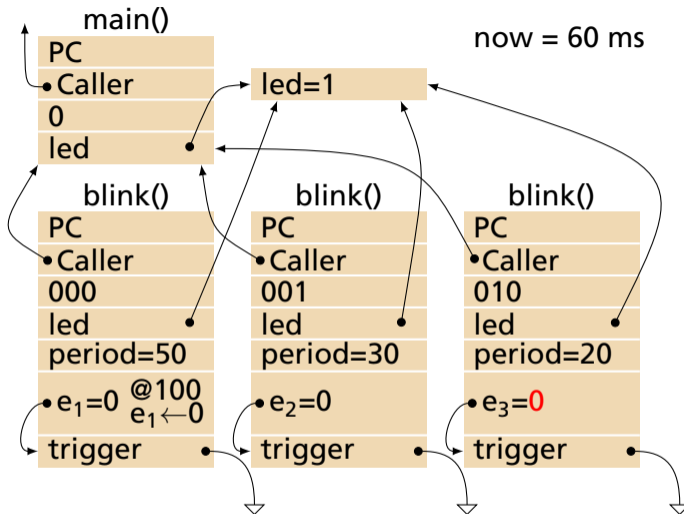 main()
now = 60 ms
PC
Caller
0
led
led=1
blink()
PC
Caller
000
led
period=50
e₁=0 @100
e₁←0
trigger
blink()
PC
Caller
001
led
period=30
e₂=0
trigger
blink()
PC
Caller
010
led
period=20
e₃=0
trigger